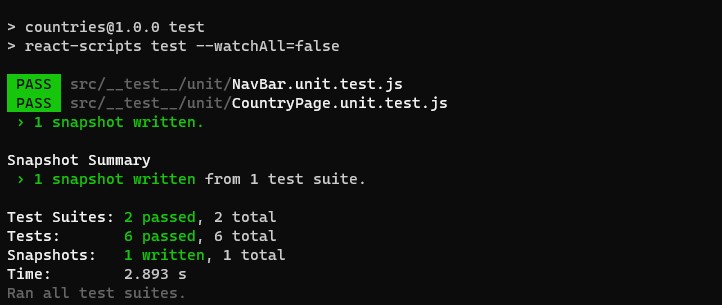 > countries@1.0.0 test
> react-scripts test --watchAll=false
PASS src/__test__/unit/NavBar.unit.test.js
PASS src/__test__/unit/CountryPage.unit.test.js
› 1 snapshot written.
Snapshot Summary
› 1 snapshot written from 1 test suite.
Test Suites: 2 passed, 2 total
Tests: 6 passed, 6 total
Snapshots: 1 written, 1 total
Time: 2.893 s
Ran all test suites.